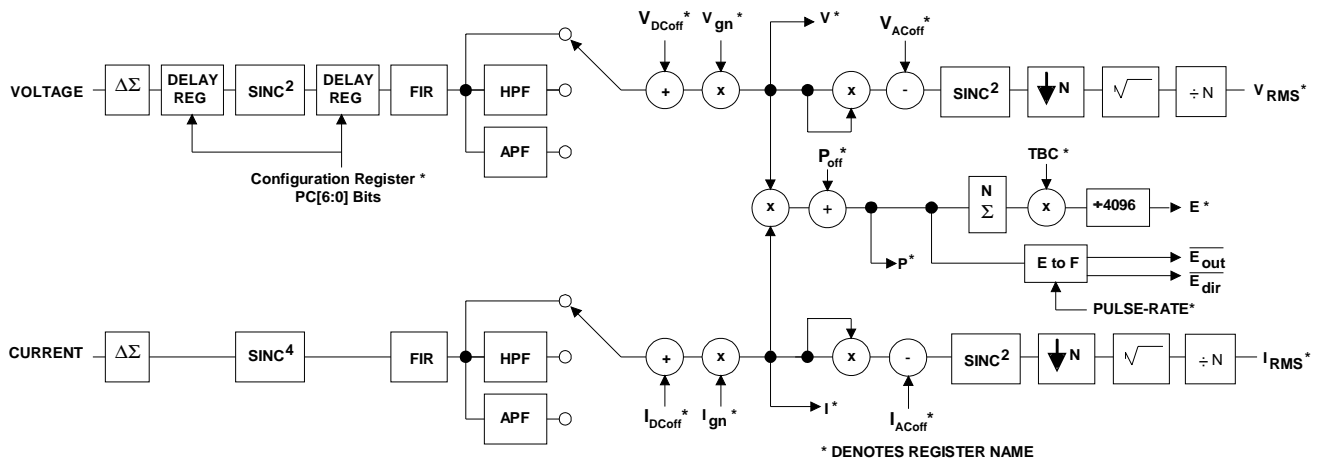 V_DCoff* V_gn* V* V_ACoff*
VOLTAGE ΔΣ DELAY REG SINC² DELAY REG FIR HPF APF + x x - SINC² ↓N √ ÷N V_RMS*
Configuration Register *
PC[6:0] Bits
P_off* TBC*
x + N Σ x ÷4096 E*
P* E to F E_out
E_dir
PULSE-RATE*
CURRENT ΔΣ SINC⁴ FIR HPF APF + x x - SINC² ↓N √ ÷N I_RMS*
I_DCoff* I_gn* I* I_ACoff*
* DENOTES REGISTER NAME